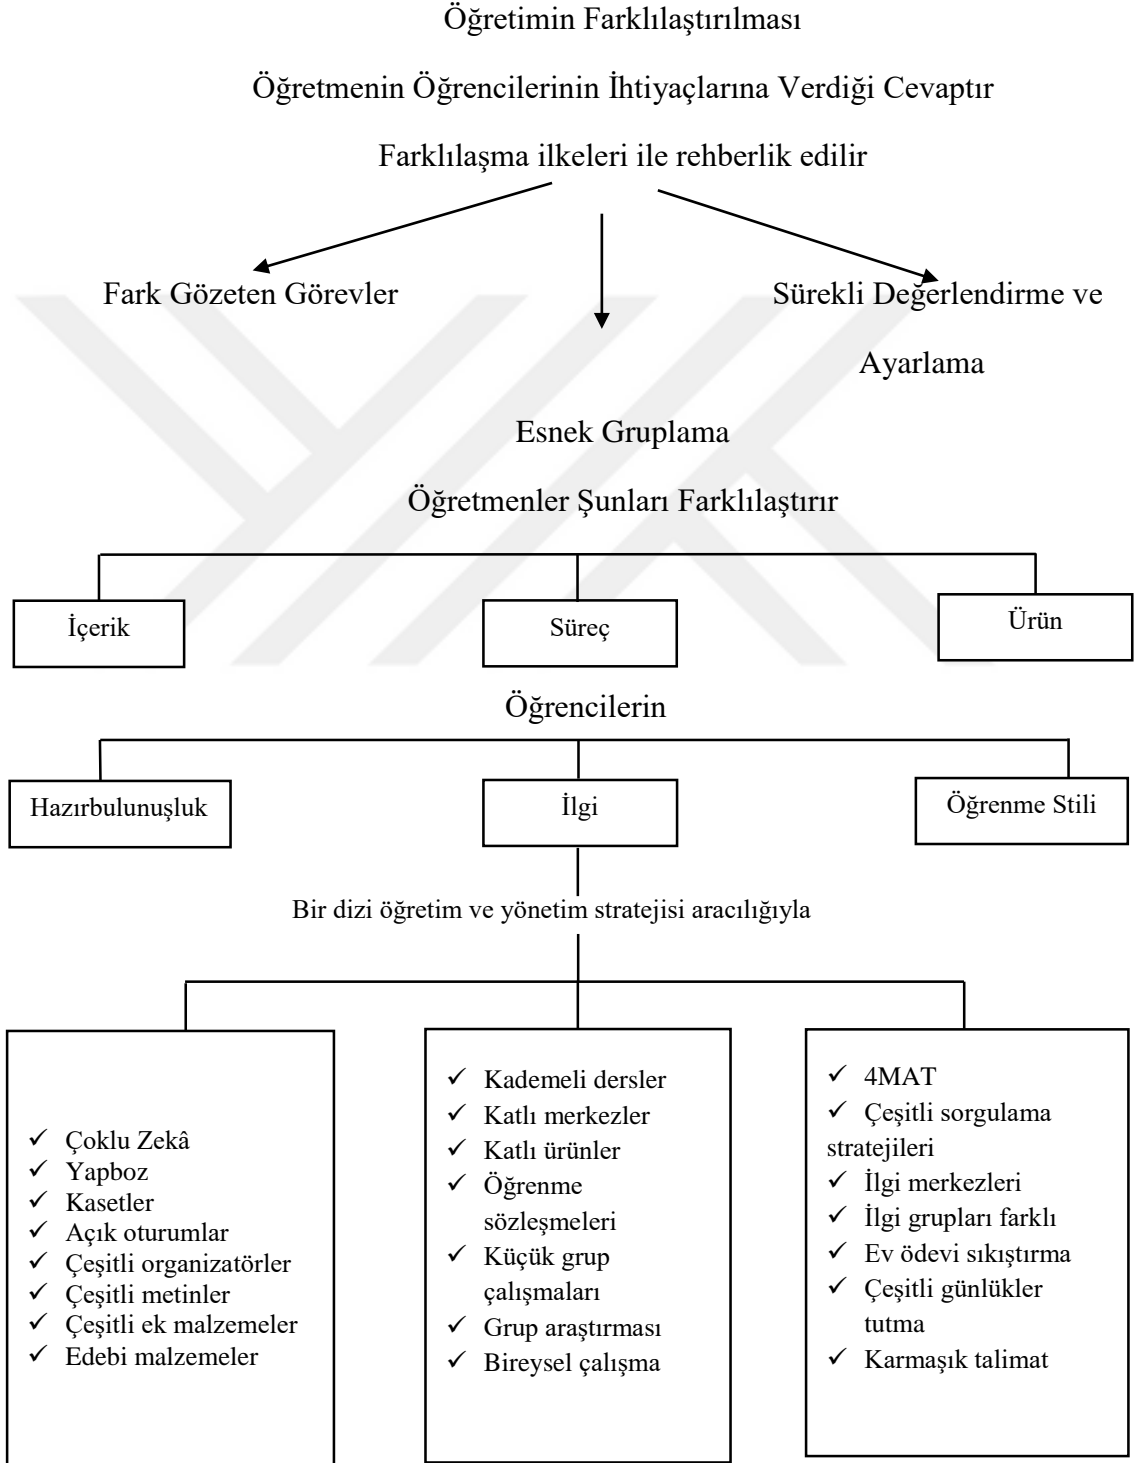 Öğretimin Farklılaştırılması
Öğretmenin Öğrencilerinin İhtiyaçlarına Verdiği Cevaptır
Farklılaşma ilkeleri ile rehberlik edilir
Fark Gözeten Görevler
Sürekli Değerlendirme ve
Ayarlama
Esnek Gruplama
Öğretmenler Şunları Farklılaştırır
İçerik
Süreç
Ürün
Öğrencilerin
Hazırbulunuşluk
İlgi
Öğrenme Stili
Bir dizi öğretim ve yönetim stratejisi aracılığıyla
✓ Çoklu Zekâ
✓ Yapboz
✓ Kasetler
✓ Açık oturumlar
✓ Çeşitli organizatörler
✓ Çeşitli metinler
✓ Çeşitli ek malzemeler
✓ Edebi malzemeler
✓ Kademeli dersler
✓ Katlı merkezler
✓ Katlı ürünler
✓ Öğrenme
sözleşmeleri
✓ Küçük grup
çalışmaları
✓ Grup araştırması
✓ Bireysel çalışma
✓ 4MAT
✓ Çeşitli sorgulama
stratejileri
✓ İlgi merkezleri
✓ İlgi grupları farklı
✓ Ev ödevi sıkıştırma
✓ Çeşitli günlükler
tutma
✓ Karmaşık talimat